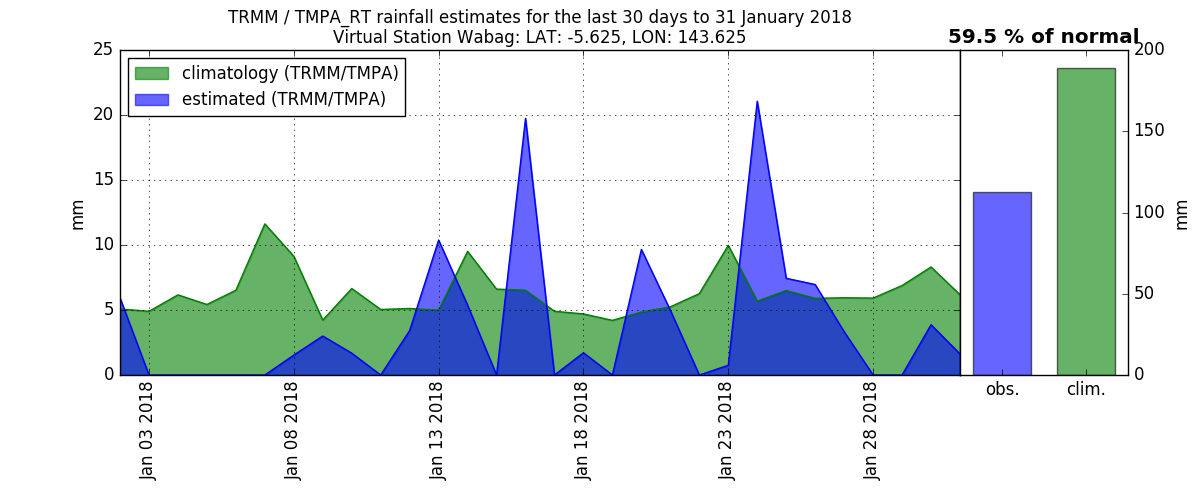 TRMM / TMPA_RT rainfall estimates for the last 30 days to 31 January 2018
Virtual Station Wabag: LAT: -5.625, LON: 143.625
59.5 % of normal
climatology (TRMM/TMPA)
estimated (TRMM/TMPA)
mm
25
20
15
10
5
0
Jan 03 2018
Jan 08 2018
Jan 13 2018
Jan 18 2018
Jan 23 2018
Jan 28 2018
obs.
clim.
200
150
100
50
0
mm